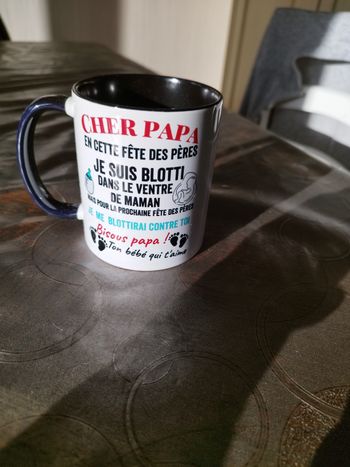 CHER PAPA
EN CETTE FÊTE DES PÈRES
JE SUIS BLOTTI
DANS LE VENTRE
DE MAMAN
MAIS POUR LA PROCHAINE FÊTE DES PÈRES
JE ME BLOTTIRAI CONTRE TOI
Bisous papa !
Ton bébé qui t'aime